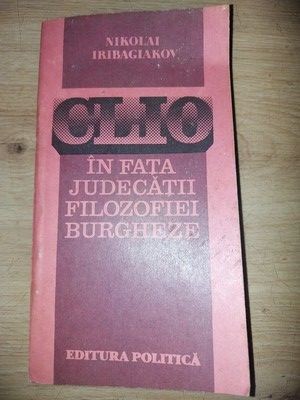 NIKOLAI
IRIBAGIAKOV
CLIO
ÎN FAȚA
JUDECĂȚII
FILOZOFIEI
BURGHEZE
EDITURA POLITICĂ